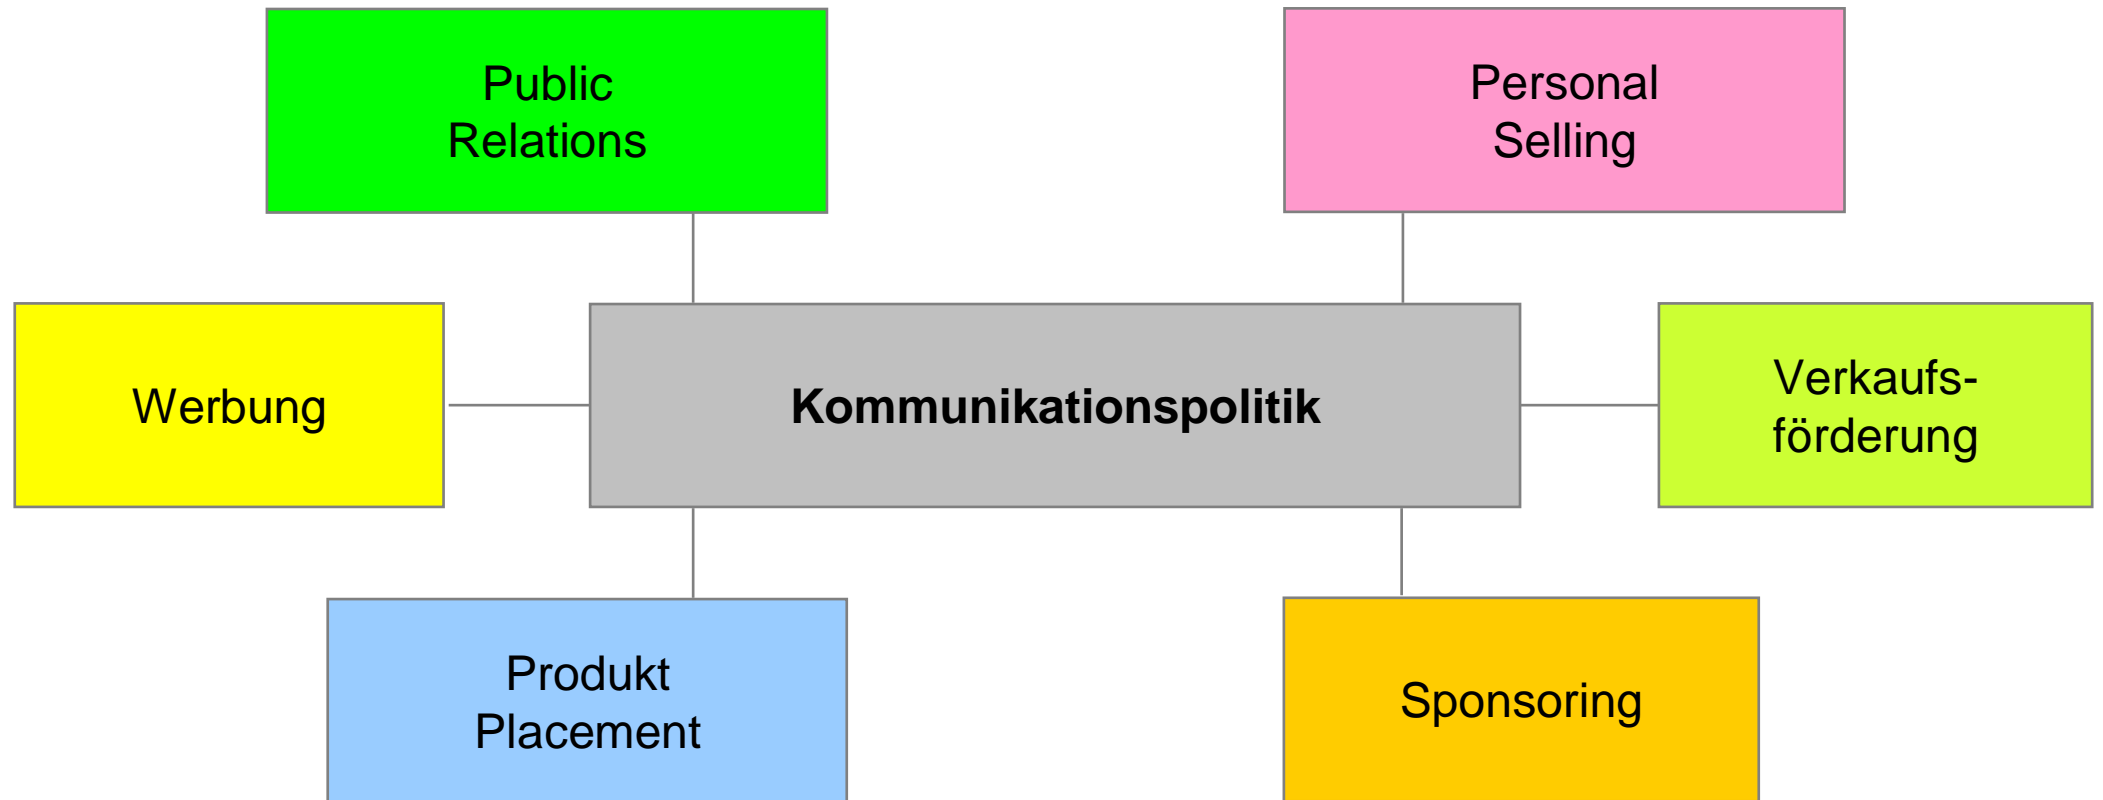 Public
Relations
Personal
Selling
Werbung
Kommunikationspolitik
Verkaufs-
förderung
Produkt
Placement
Sponsoring